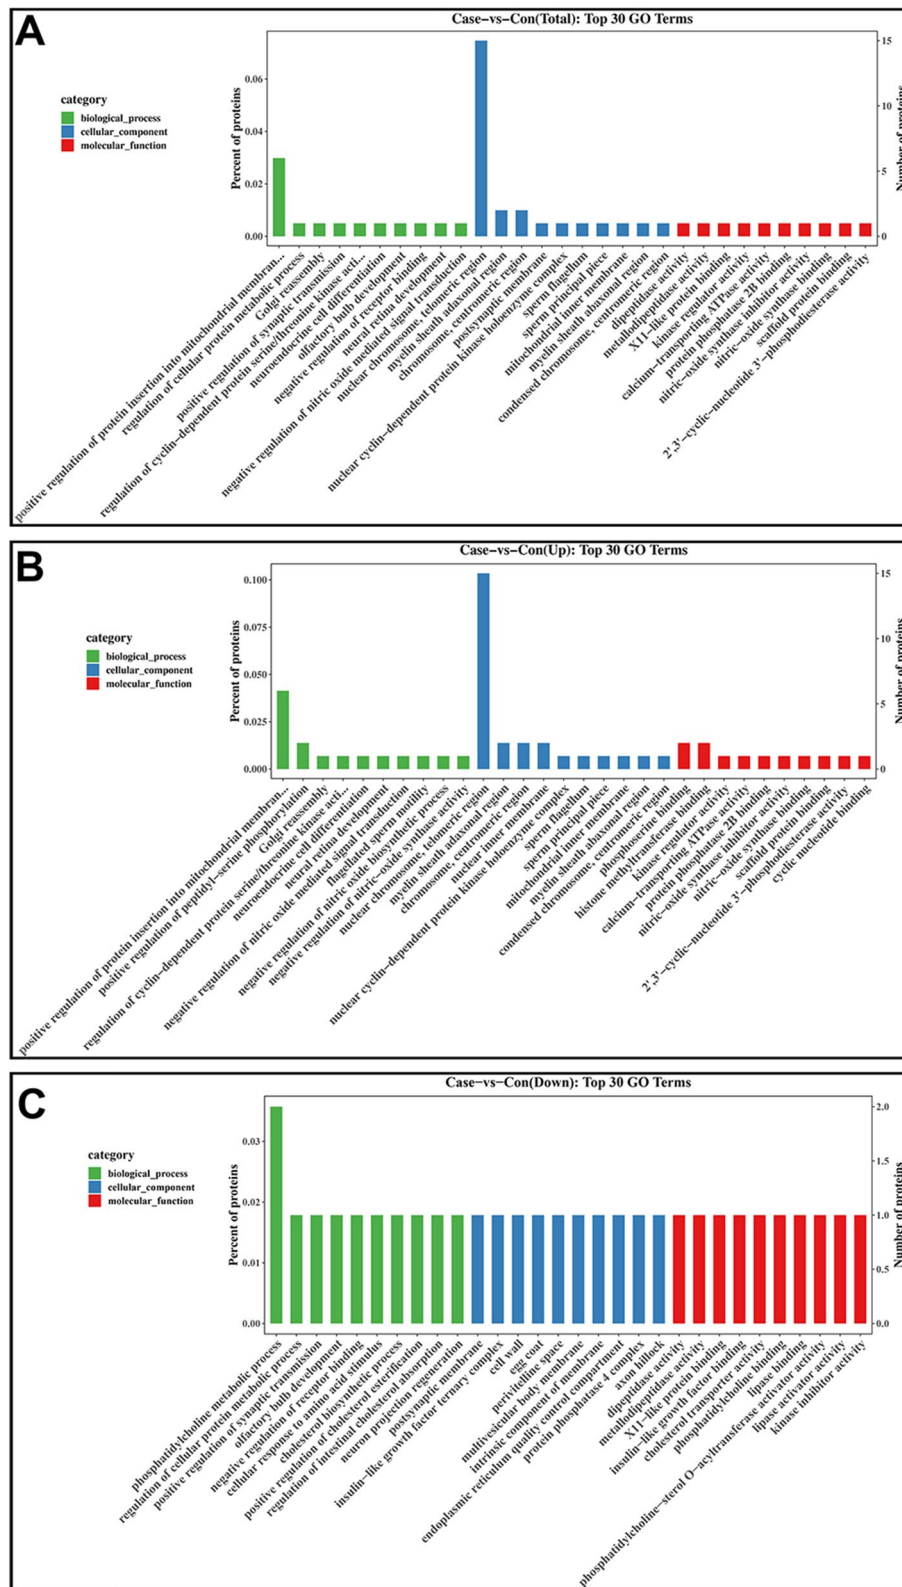 A
Case-vs-Con(Total): Top 30 GO Terms
category
biological_process
cellular_component
molecular_function
Percent of proteins
0.06
0.04
0.02
0.00
Number of proteins
15
10
5
0
positive regulation of protein insertion into mitochondrial membran...
regulation of cellular protein metabolic process
Golgi reassembly
positive regulation of synaptic transmission
regulation of cyclin-dependent protein serine/threonine kinase acti...
neuroendocrine cell differentiation
olfactory bulb development
negative regulation of receptor binding
neural retina development
negative regulation of nitric oxide mediated signal transduction
nuclear chromosome, telomeric region
myelin sheath adaxonal region
chromosome, centromeric region
postsynaptic membrane
nuclear cyclin-dependent protein kinase holoenzyme complex
sperm flagellum
sperm principal piece
mitochondrial inner membrane
myelin sheath abaxonal region
condensed chromosome, centromeric region
dipeptidase activity
metallodipeptidase activity
X11-like protein binding
kinase regulator activity
calcium-transporting ATPase activity
protein phosphatase 2B binding
nitric-oxide synthase inhibitor activity
nitric-oxide synthase binding
scaffold protein binding
2',3'-cyclic-nucleotide 3'-phosphodiesterase activity
B
Case-vs-Con(Up): Top 30 GO Terms
category
biological_process
cellular_component
molecular_function
Percent of proteins
0.100
0.075
0.050
0.025
0.000
Number of proteins
15
10
5
0
positive regulation of protein insertion into mitochondrial membran...
positive regulation of peptidyl-serine phosphorylation
Golgi reassembly
regulation of cyclin-dependent protein serine/threonine kinase acti...
neuroendocrine cell differentiation
neural retina development
negative regulation of nitric oxide mediated signal transduction
flagellated sperm motility
negative regulation of nitric oxide biosynthetic process
negative regulation of nitric-oxide synthase activity
nuclear chromosome, telomeric region
myelin sheath adaxonal region
chromosome, centromeric region
nuclear inner membrane
nuclear cyclin-dependent protein kinase holoenzyme complex
sperm flagellum
sperm principal piece
mitochondrial inner membrane
myelin sheath abaxonal region
condensed chromosome, centromeric region
phosphoserine binding
histone methyltransferase binding
kinase regulator activity
calcium-transporting ATPase activity
protein phosphatase 2B binding
nitric-oxide synthase inhibitor activity
nitric-oxide synthase binding
scaffold protein binding
2',3'-cyclic-nucleotide 3'-phosphodiesterase activity
cyclic nucleotide binding
C
Case-vs-Con(Down): Top 30 GO Terms
category
biological_process
cellular_component
molecular_function
Percent of proteins
0.03
0.02
0.01
0.00
Number of proteins
2.0
1.5
1.0
0.5
0.0
phosphatidylcholine metabolic process
regulation of cellular protein metabolic process
positive regulation of synaptic transmission
olfactory bulb development
negative regulation of receptor binding
cellular response to amino acid stimulus
cholesterol biosynthetic process
positive regulation of cholesterol esterification
regulation of intestinal cholesterol absorption
neuron projection regeneration
postsynaptic membrane
insulin-like growth factor ternary complex
cell wall
egg coat
perivitelline space
multivesicular body membrane
intrinsic component of membrane
endoplasmic reticulum quality control compartment
protein phosphatase 4 complex
axon hillock
dipeptidase activity
metallodipeptidase activity
X11-like protein binding
insulin-like growth factor binding
cholesterol transporter activity
phosphatidylcholine binding
lipase binding
phosphatidylcholine-sterol O-acyltransferase activator activity
lipase activator activity
kinase inhibitor activity